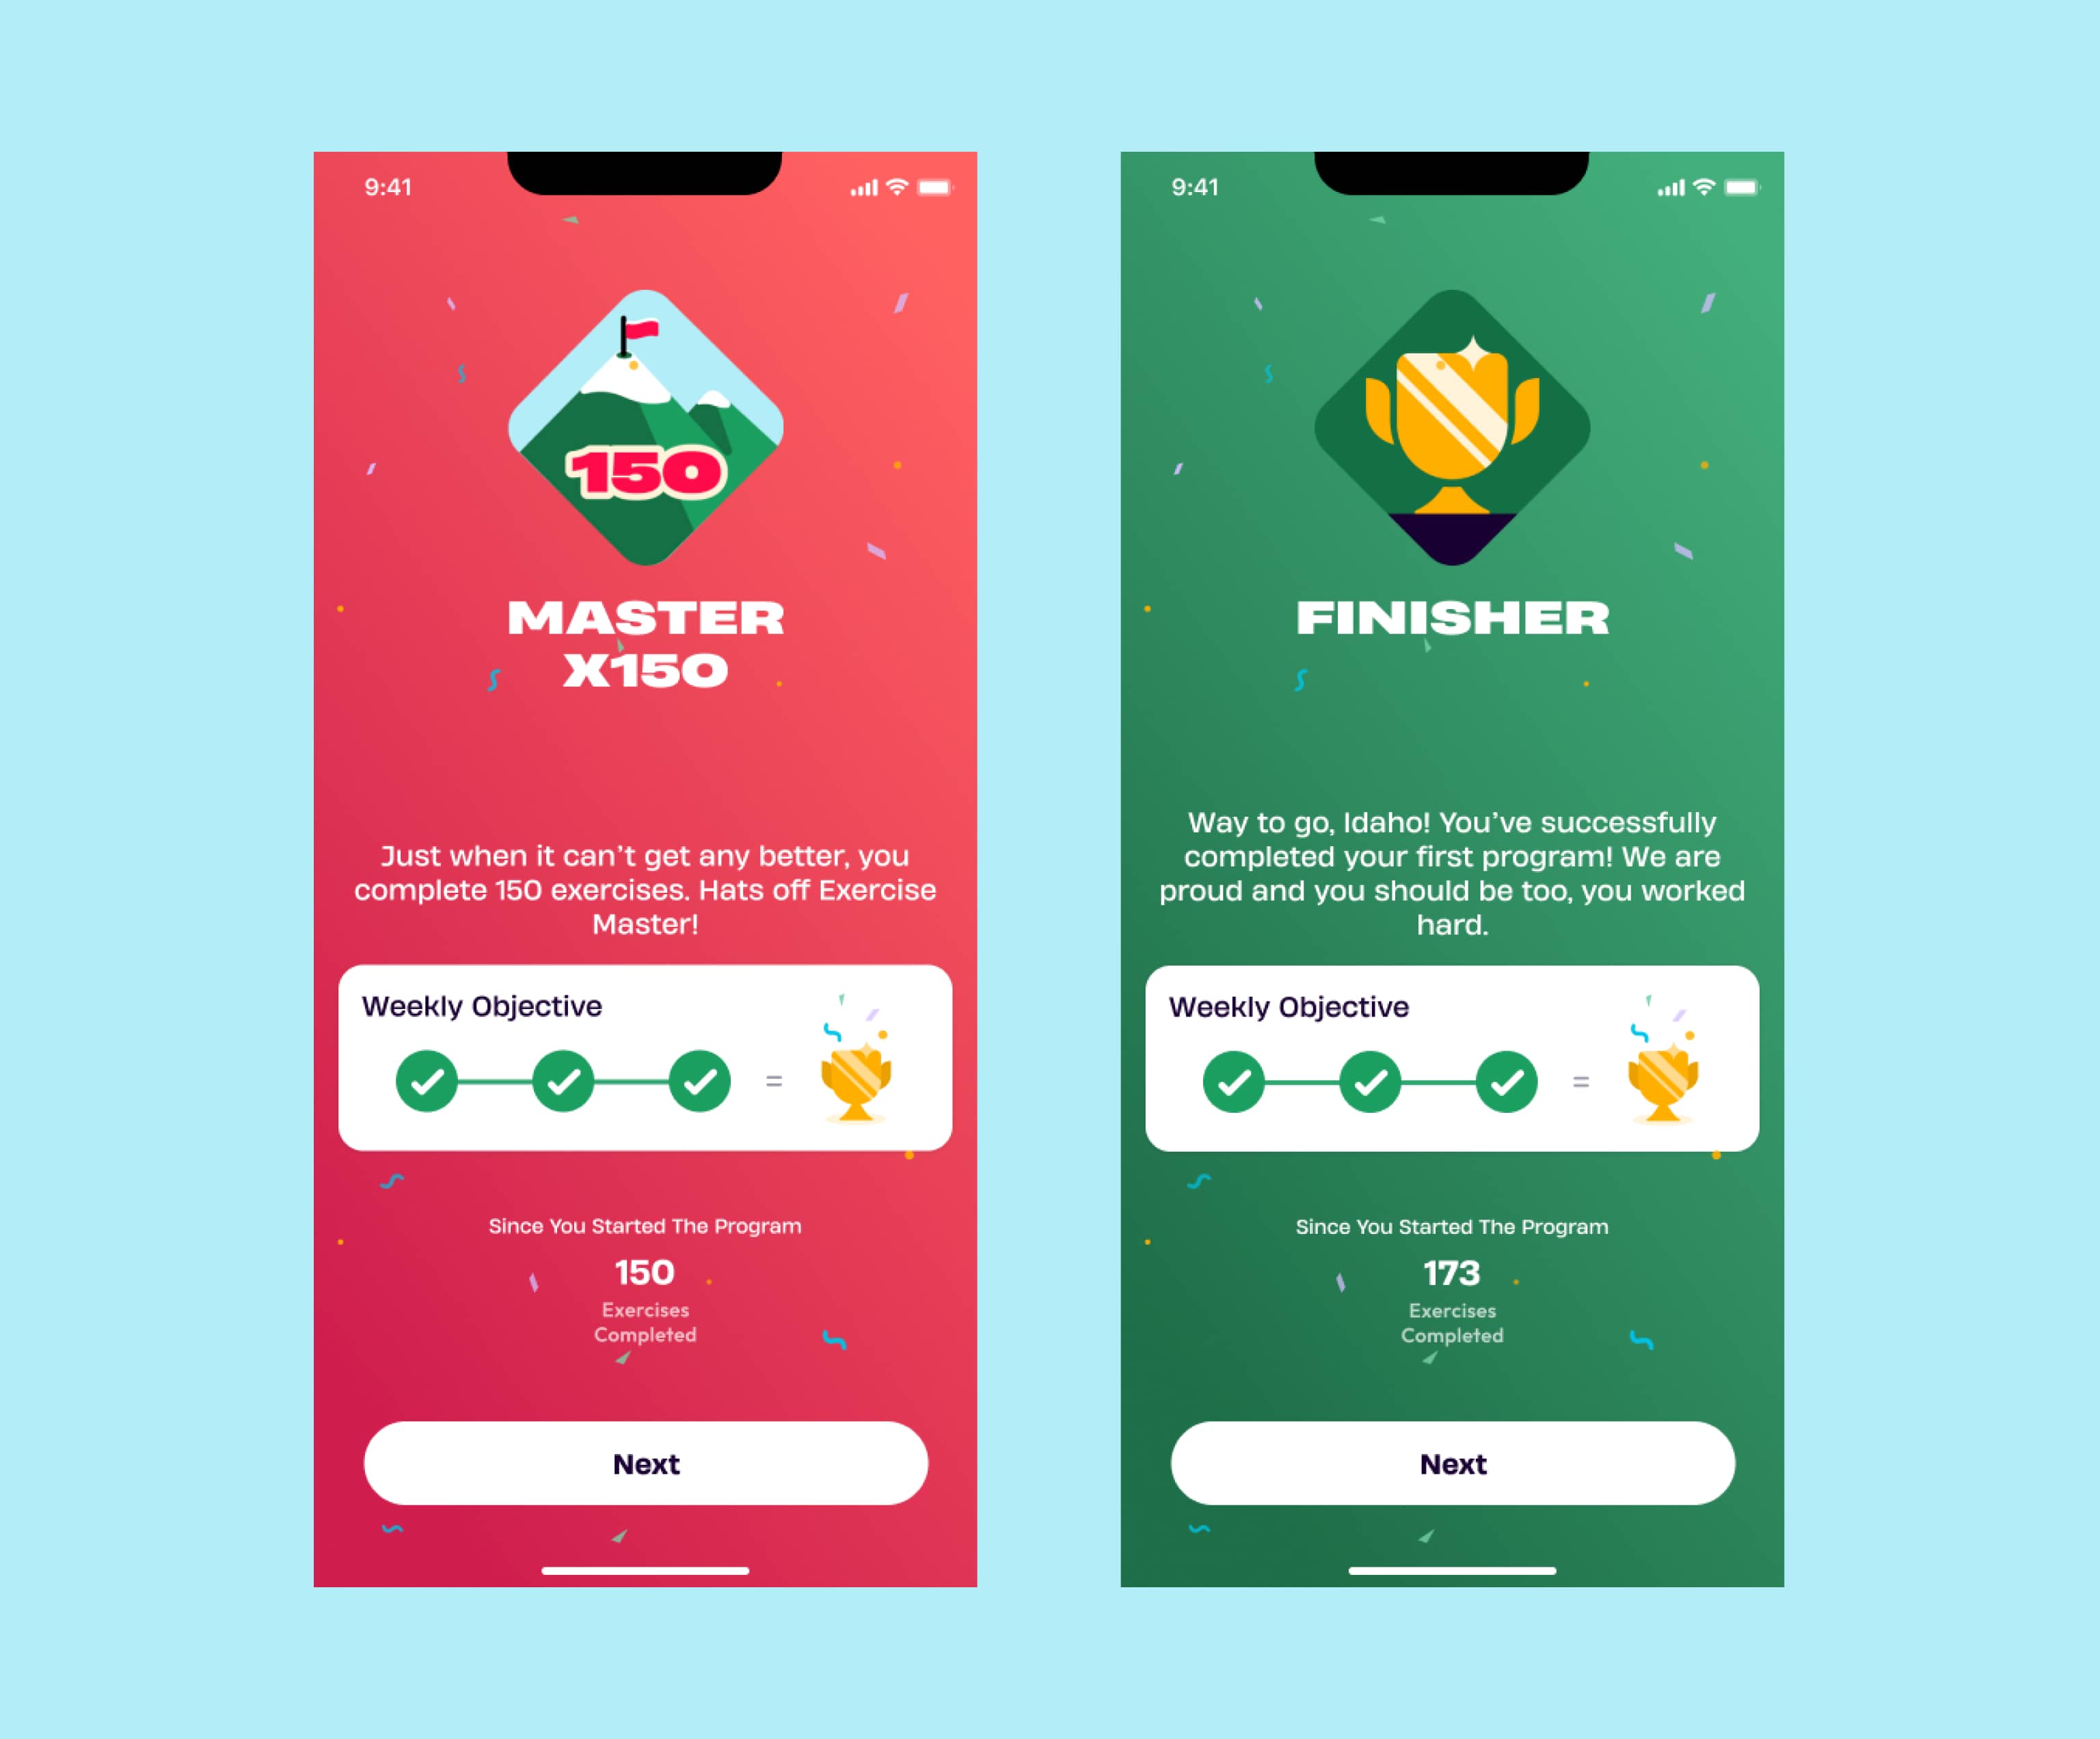 9:41
150
MASTER
X150
Just when it can’t get any better, you
complete 150 exercises. Hats off Exercise
Master!
Weekly Objective
=
Since You Started The Program
150
Exercises
Completed
Next
9:41
FINISHER
Way to go, Idaho! You’ve successfully
completed your first program! We are
proud and you should be too, you worked
hard.
Weekly Objective
=
Since You Started The Program
173
Exercises
Completed
Next